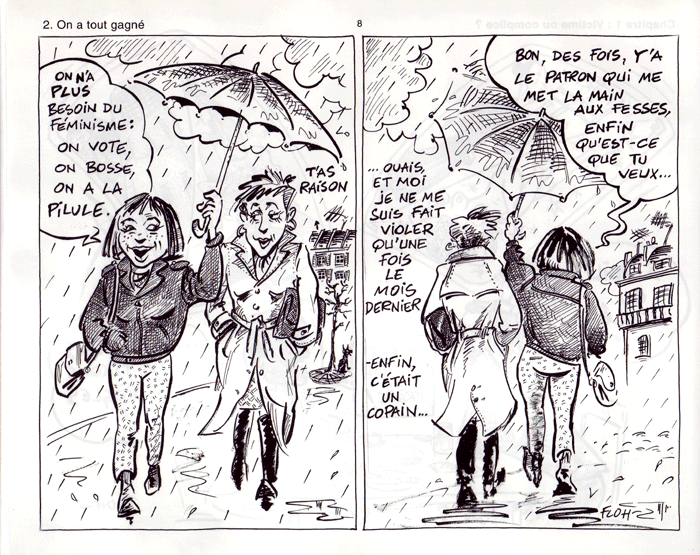 2. On a tout gagné
8
Chapitre 1 : Victime ou complice ?
ON N'A
PLUS
BESOIN DU
FÉMINISME:
ON VOTE,
ON BOSSE,
ON A LA
PILULE.
T'AS
RAISON
BON, DES FOIS, Y'A
LE PATRON QUI ME
MET LA MAIN
AUX FESSES,
ENFIN
QU'EST-CE
QUE TU
VEUX...
... OUAIS,
ET MOI
JE NE ME
SUIS FAIT
VIOLER
QU'UNE
FOIS
LE
MOIS
DERNIER
-ENFIN,
C'ÉTAIT
UN
COPAIN...
FLOH